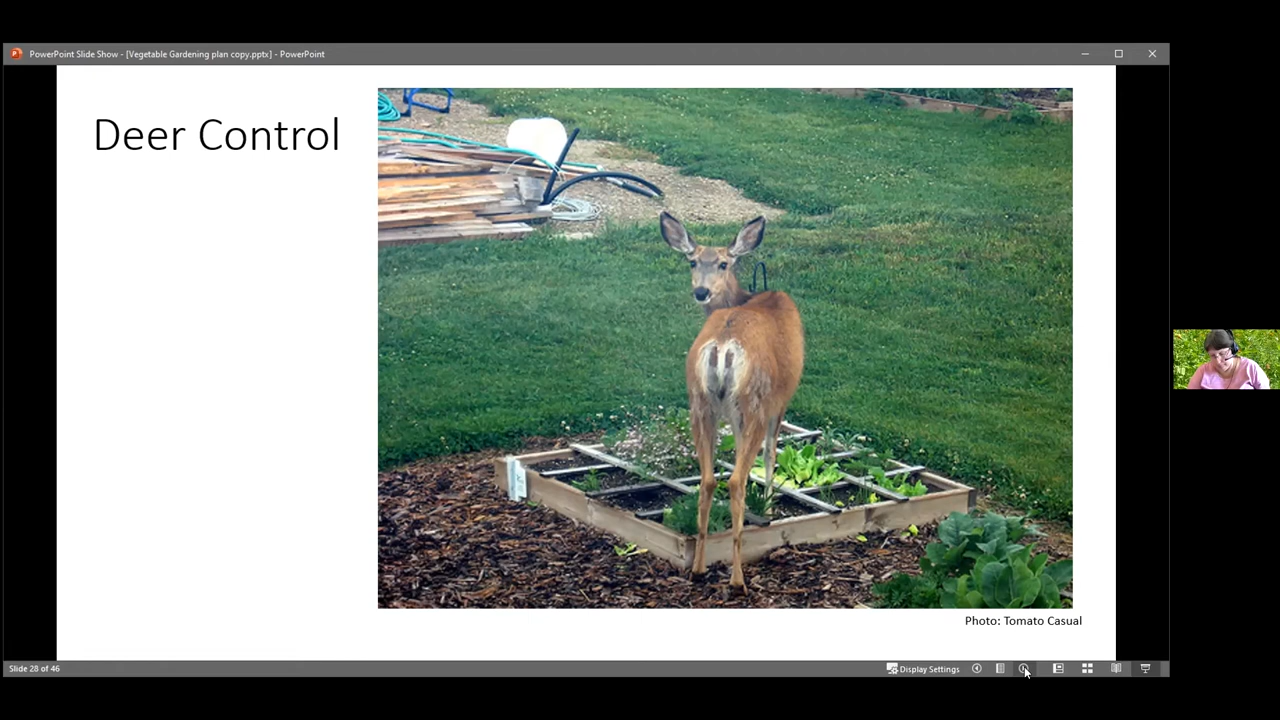 PowerPoint Slide Show - [Vegetable Gardening plan copy.pptx] - PowerPoint
Deer Control
Photo: Tomato Casual
Slide 28 of 46
Display Settings